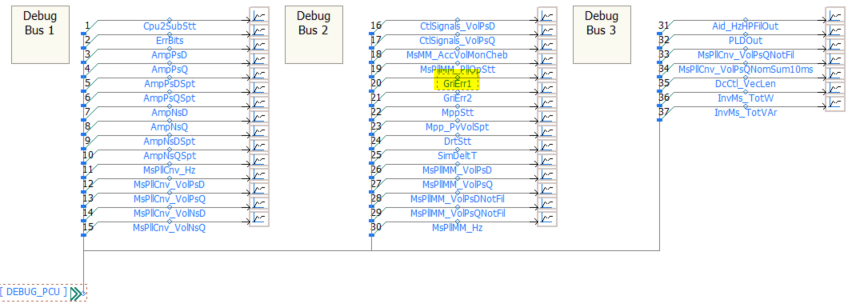 Debug
Bus 1
1 Cpu2SubStt
2 ErrBits
3 AmpPsD
4 AmpPsQ
5 AmpPsDSpt
6 AmpPsQSpt
7 AmpNsD
8 AmpNsQ
9 AmpNsDSpt
10 AmpNsQSpt
11 MsPllCnv_Hz
12 MsPllCnv_VolPsD
13 MsPllCnv_VolPsQ
14 MsPllCnv_VolNsD
15 MsPllCnv_VolNsQ
Debug
Bus 2
16 CtlSignals_VolPsD
17 CtlSignals_VolPsQ
18 MsMM_AccVolMonCheb
19 MsPllMM_PllOpStt
20 GriErr1
21 GriErr2
22 MppStt
23 Mpp_PvVolSpt
24 DrtStt
25 SimDeltT
26 MsPllMM_VolPsD
27 MsPllMM_VolPsQ
28 MsPllMM_VolPsDNotFil
29 MsPllMM_VolPsQNotFil
30 MsPllMM_Hz
Debug
Bus 3
31 Aid_HzHPFilOut
32 PLDOut
33 MsPllCnv_VolPsQNotFil
34 MsPllCnv_VolPsQNomSum10ms
35 DcCtl_VecLen
36 InvMs_TotW
37 InvMs_TotVAr
[ DEBUG_PCU ]